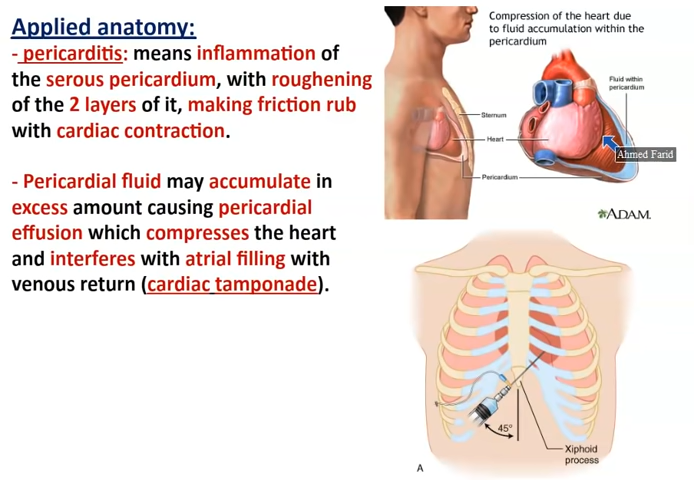 Applied anatomy:
- pericarditis: means inflammation of
the serous pericardium, with roughening
of the 2 layers of it, making friction rub
with cardiac contraction.
- Pericardial fluid may accumulate in
excess amount causing pericardial
effusion which compresses the heart
and interferes with atrial filling with
venous return (cardiac tamponade).
Compression of the heart due
to fluid accumulation within the
pericardium
Fluid within
pericardium
Sternum
Heart
Pericardium
Ahmed Farid
ADAM.
45°
Xiphoid
process
A